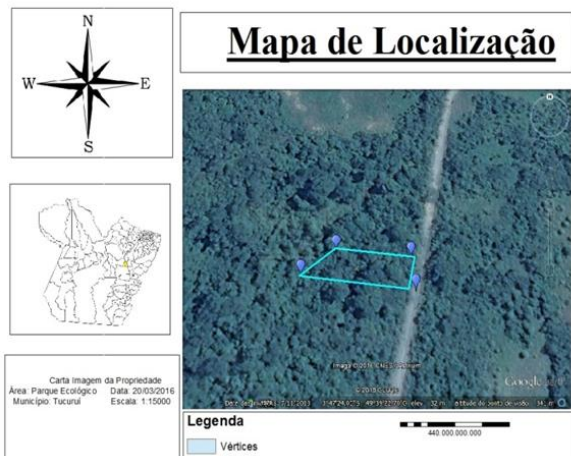 N
W E
S
Mapa de Localização
Carta Imagem da Propriedade
Área: Parque Ecológico Data: 20/03/2016
Município: Tucuruí Escala: 1:15000
Google
Legenda
Vértices
440.000.000.000